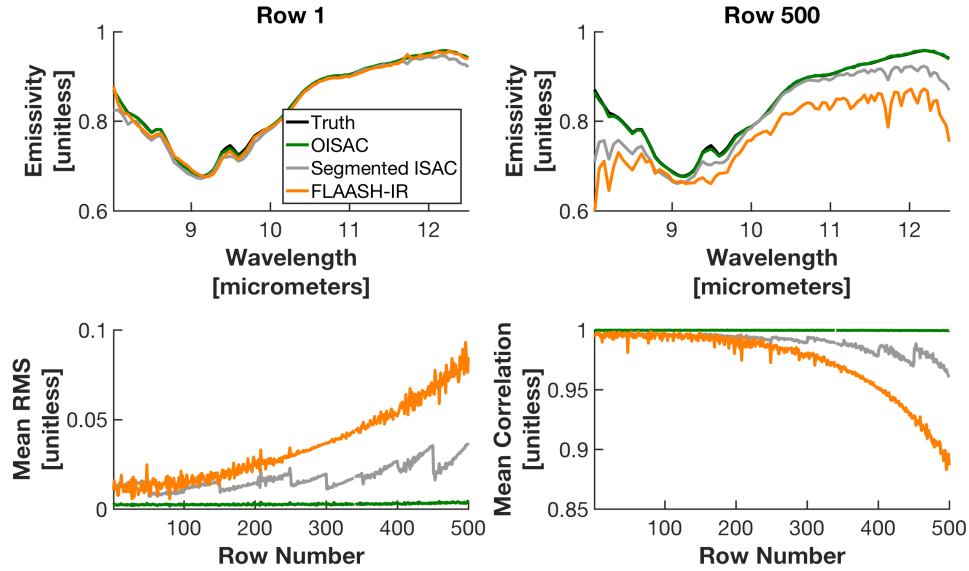 Row 1
Emissivity
[unitless]
1
0.8
0.6
9
10
11
12
Wavelength
[micrometers]
Truth
OISAC
Segmented ISAC
FLAASH-IR
Row 500
Emissivity
[unitless]
1
0.8
0.6
9
10
11
12
Wavelength
[micrometers]
Mean RMS
[unitless]
0.1
0.05
0
100
200
300
400
500
Row Number
Mean Correlation
[unitless]
1
0.95
0.9
0.85
100
200
300
400
500
Row Number